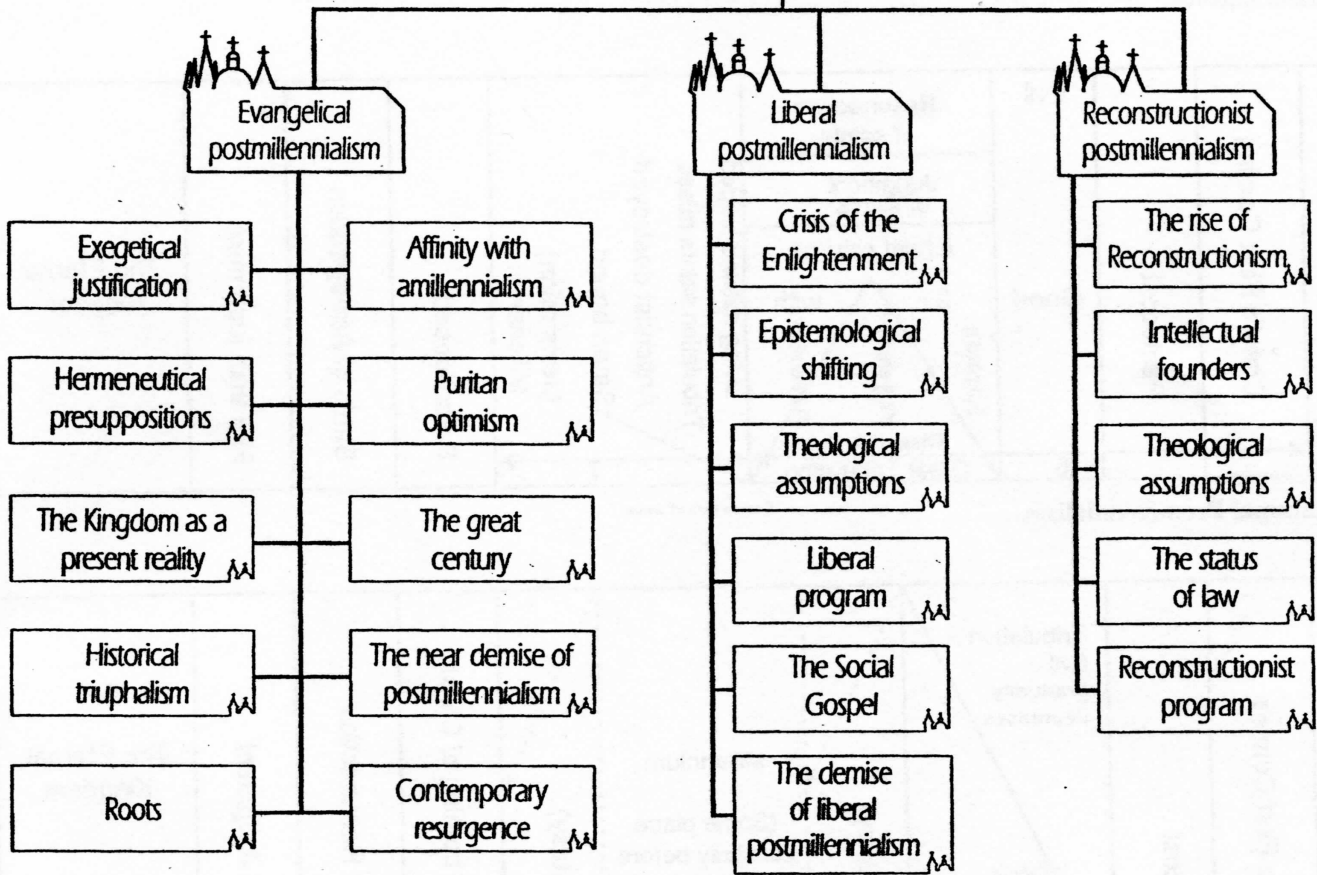 Evangelical
postmillennialism
Exegetical
justification
Affinity with
amillennialism
Hermeneutical
presuppositions
Puritan
optimism
The Kingdom as a
present reality
The great
century
Historical
triuphalism
The near demise of
postmillennialism
Roots
Contemporary
resurgence
Liberal
postmillennialism
Crisis of the
Enlightenment
Epistemological
shifting
Theological
assumptions
Liberal
program
The Social
Gospel
The demise
of liberal
postmillennialism
Reconstructionist
postmillennialism
The rise of
Reconstructionism
Intellectual
founders
Theological
assumptions
The status
of law
Reconstructionist
program